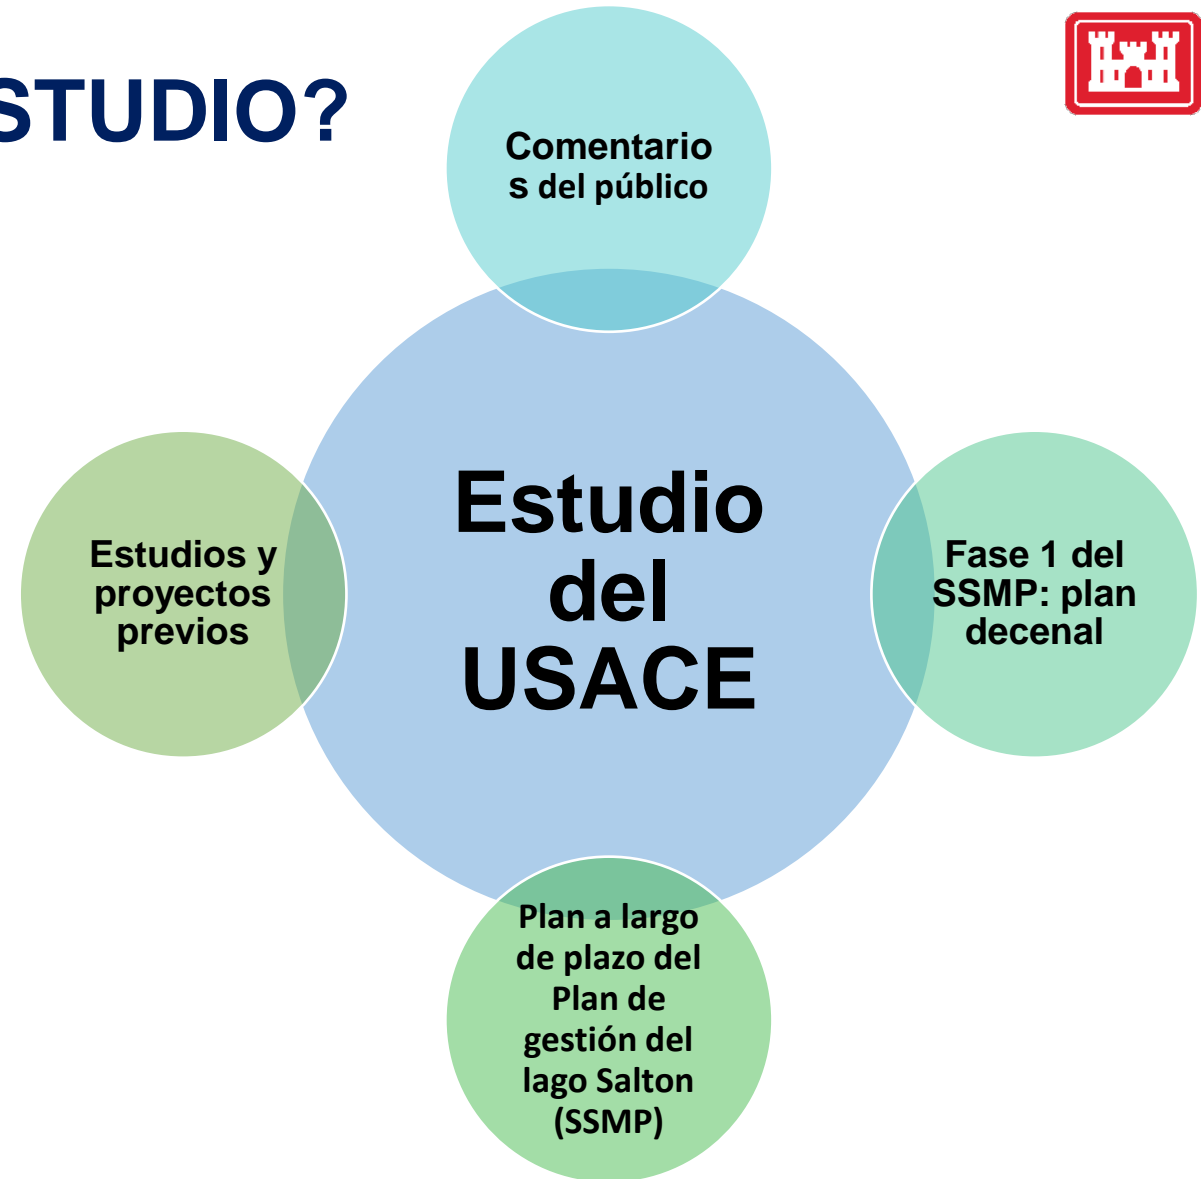 STUDIO?
Comentario
s del público
Estudios y
proyectos
previos
Estudio
del
USACE
Fase 1 del
SSMP: plan
decenal
Plan a largo
de plazo del
Plan de
gestión del
lago Salton
(SSMP)